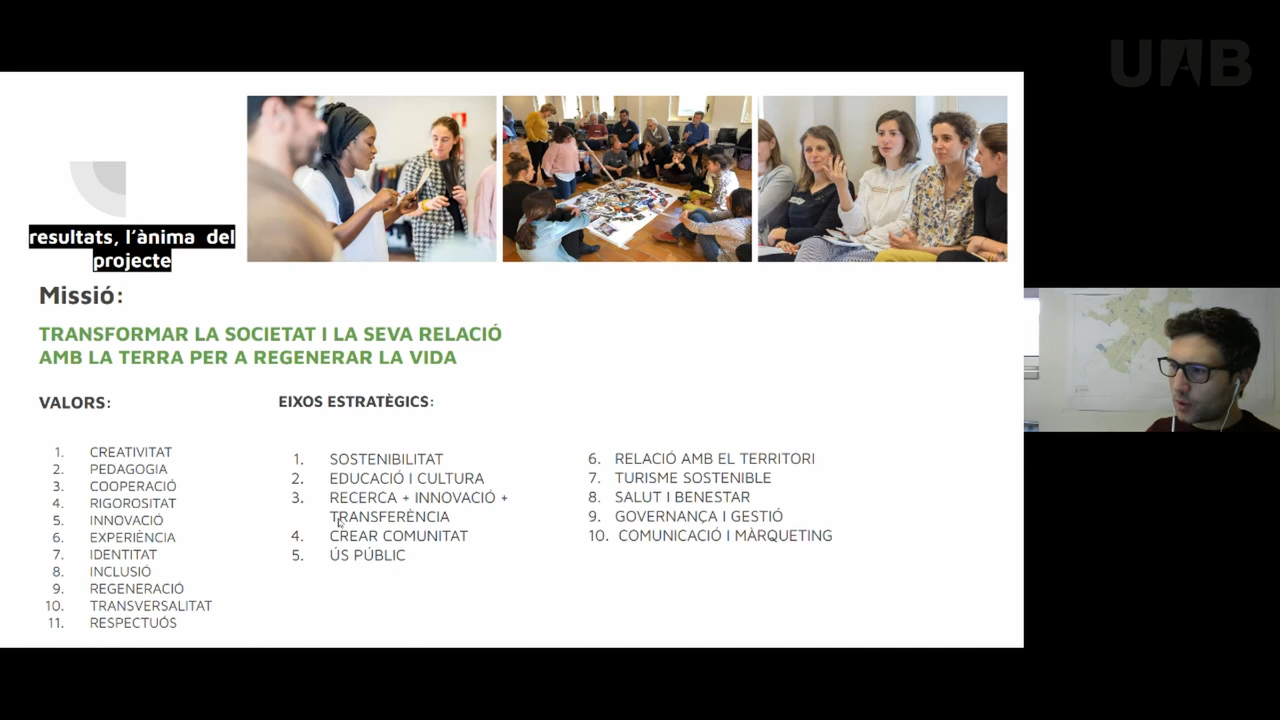 UAB
resultats, l'ànima del
projecte
Missió:
TRANSFORMAR LA SOCIETAT I LA SEVA RELACIÓ
AMB LA TERRA PER A REGENERAR LA VIDA
VALORS:
1. CREATIVITAT
2. PEDAGOGIA
3. COOPERACIÓ
4. RIGOROSITAT
5. INNOVACIÓ
6. EXPERIÈNCIA
7. IDENTITAT
8. INCLUSIÓ
9. REGENERACIÓ
10. TRANSVERSALITAT
11. RESPECTUÓS
EIXOS ESTRATÈGICS:
1. SOSTENIBILITAT
2. EDUCACIÓ I CULTURA
3. RECERCA + INNOVACIÓ +
TRANSFERÈNCIA
4. CREAR COMUNITAT
5. ÚS PÚBLIC
6. RELACIÓ AMB EL TERRITORI
7. TURISME SOSTENIBLE
8. SALUT I BENESTAR
9. GOVERNANÇA I GESTIÓ
10. COMUNICACIÓ I MÀRQUETING